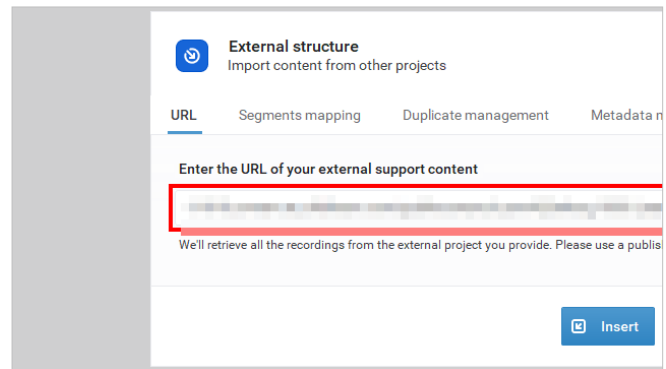 External structure
Import content from other projects
URL Segments mapping Duplicate management Metadata
Enter the URL of your external support content
We'll retrieve all the recordings from the external project you provide. Please use a
Insert